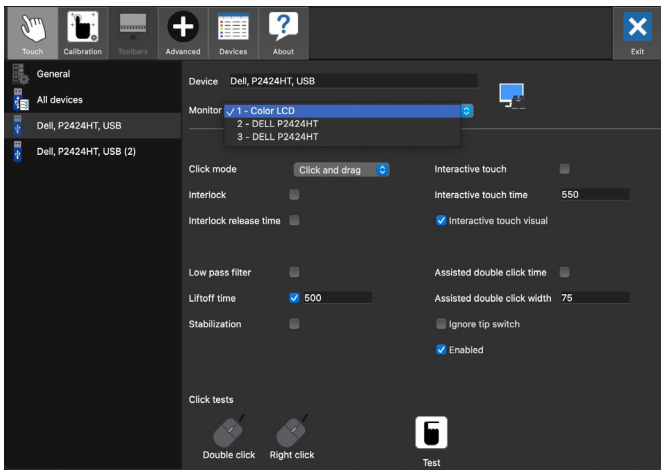 Touch Calibration Toolbars Advanced Devices About Exit
General
All devices
Dell, P2424HT, USB
Dell, P2424HT, USB (2)
Device Dell, P2424HT, USB
Monitor ✓ 1 - Color LCD
2 - DELL P2424HT
3 - DELL P2424HT
Click mode Click and drag Interactive touch
Interlock Interactive touch time 550
Interlock release time Interactive touch visual
Low pass filter Assisted double click time
Liftoff time 500 Assisted double click width 75
Stabilization Ignore tip switch
Enabled
Click tests
Double click Right click Test